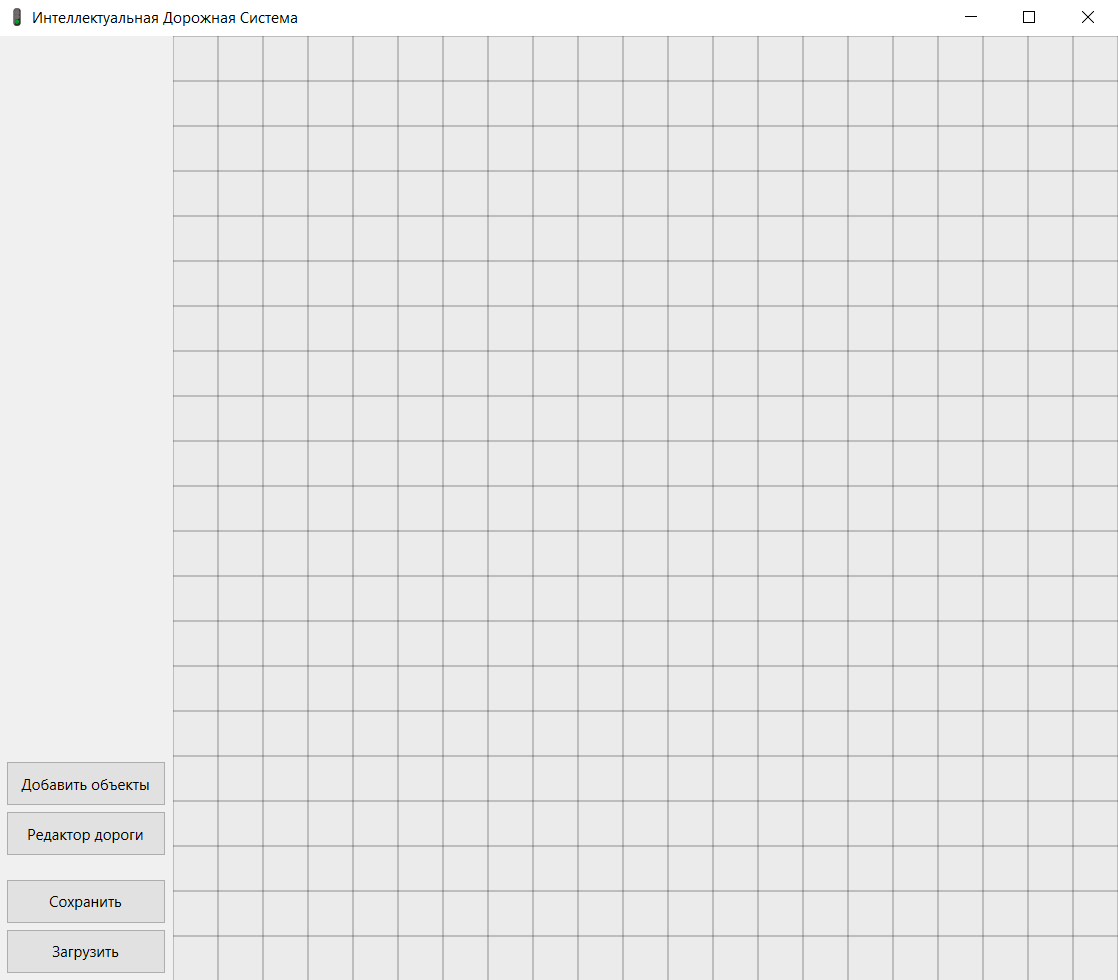 Интеллектуальная Дорожная Система
Добавить объекты
Редактор дороги
Сохранить
Загрузить